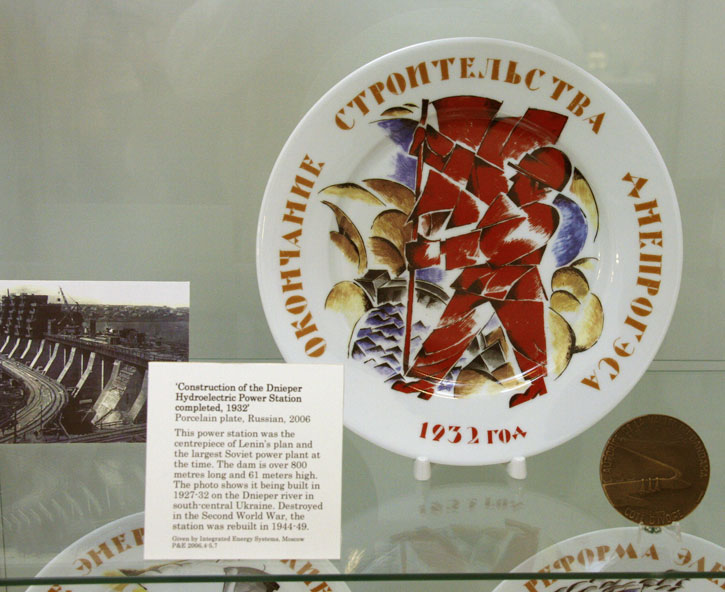 ОКОНЧАНИЕ СТРОИТЕЛЬСТВА ДНЕПРОГЭСА
1932 ГОД
'Construction of the Dnieper
Hydroelectric Power Station
completed, 1932'
Porcelain plate, Russian, 2006
This power station was the
centrepiece of Lenin's plan and
the largest Soviet power plant at
the time. The dam is over 800
metres long and 61 meters high.
The photo shows it being built in
1927-32 on the Dnieper river in
south-central Ukraine. Destroyed
in the Second World War, the
station was rebuilt in 1944-49.
Given by Integrated Energy Systems, Moscow
P&E 2006,# 5,7
РЕФОРМА